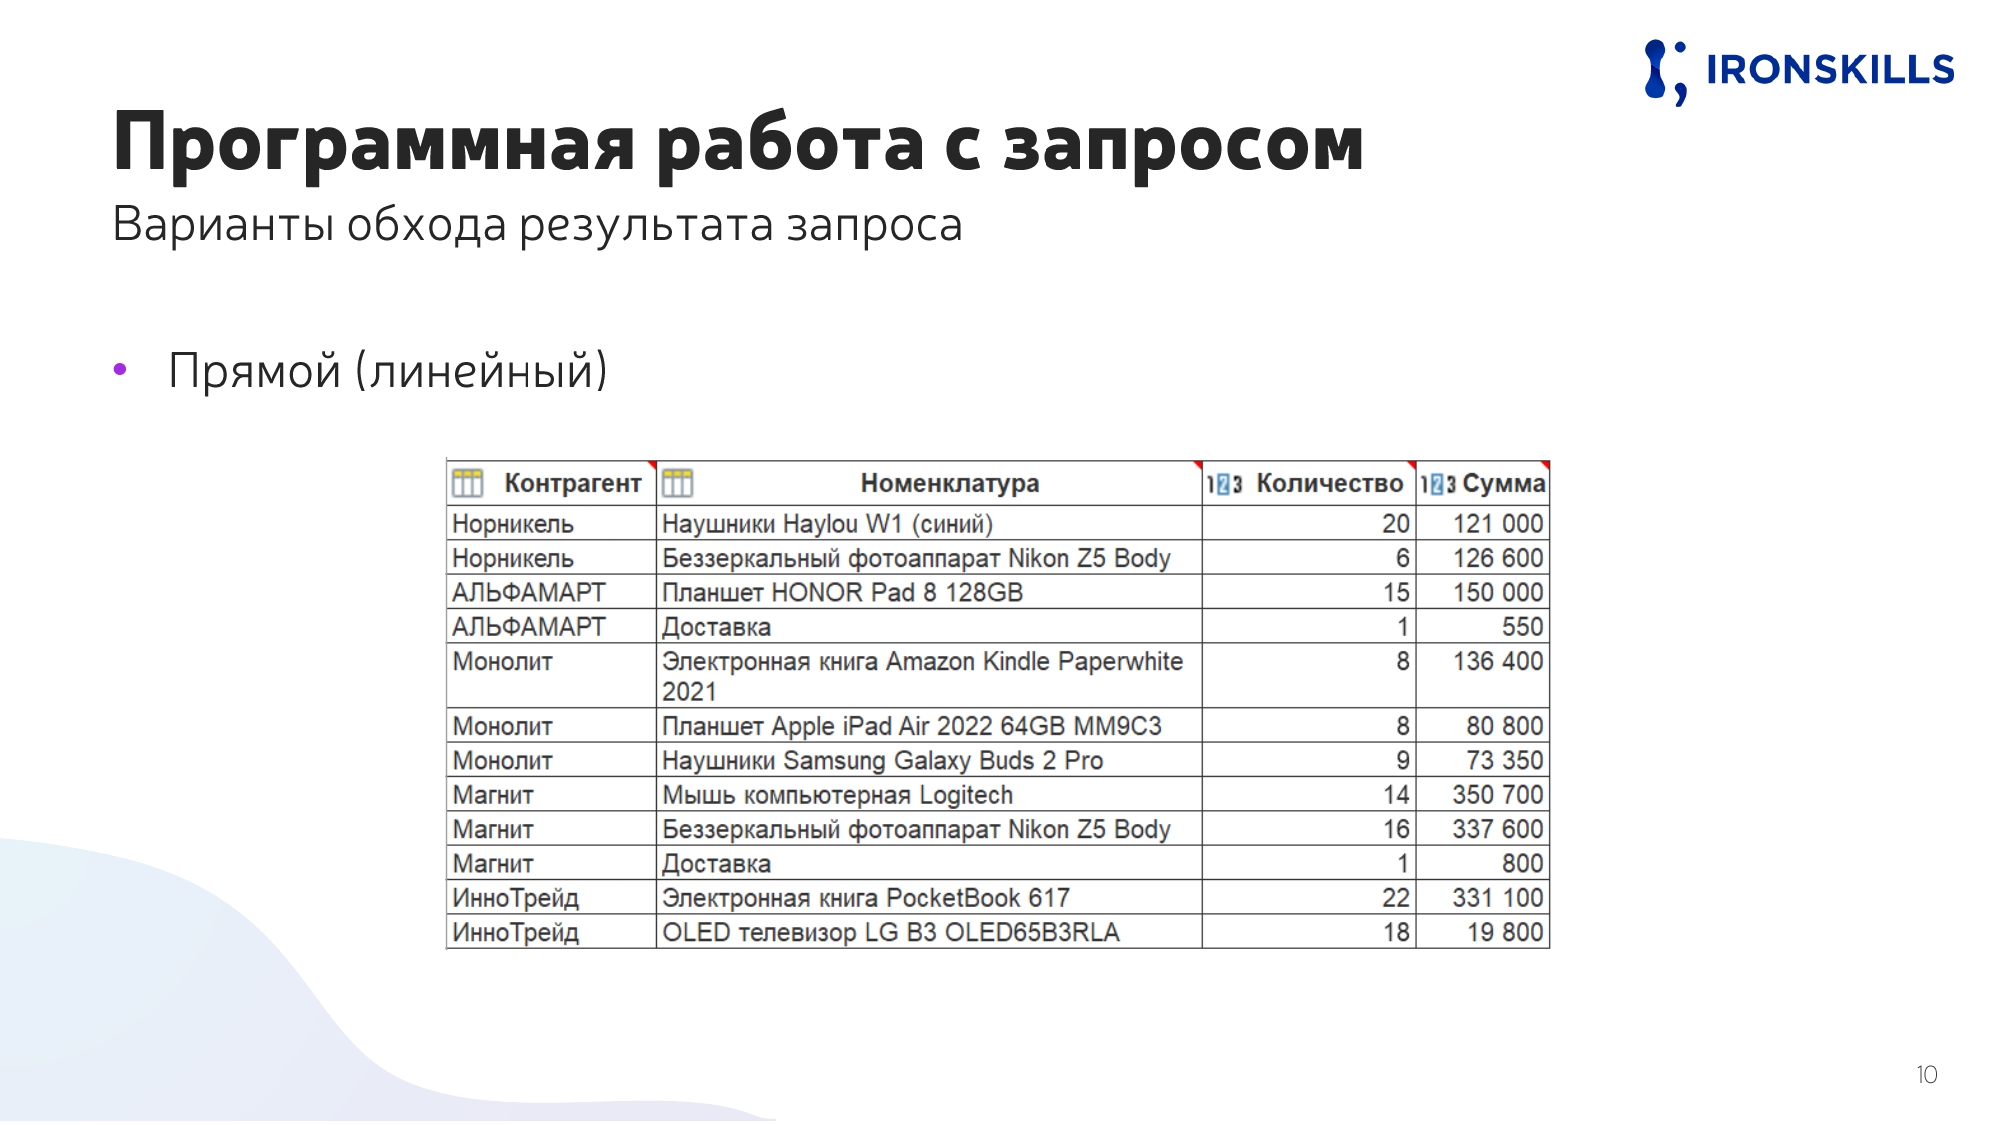 IRONSKILLS
Программная работа с запросом
Варианты обхода результата запроса
• Прямой (линейный)
Контрагент Номенклатура 123 Количество 123 Сумма
Норникель Наушники Haylou W1 (синий) 20 121 000
Норникель Беззеркальный фотоаппарат Nikon Z5 Body 6 126 600
АЛЬФАМАРТ Планшет HONOR Pad 8 128GB 15 150 000
АЛЬФАМАРТ Доставка 1 550
Монолит Электронная книга Amazon Kindle Paperwhite 8 136 400
2021
Монолит Планшет Apple iPad Air 2022 64GB MM9C3 8 80 800
Монолит Наушники Samsung Galaxy Buds 2 Pro 9 73 350
Магнит Мышь компьютерная Logitech 14 350 700
Магнит Беззеркальный фотоаппарат Nikon Z5 Body 16 337 600
Магнит Доставка 1 800
ИнноТрейд Электронная книга PocketBook 617 22 331 100
ИнноТрейд OLED телевизор LG B3 OLED65B3RLA 18 19 800
10